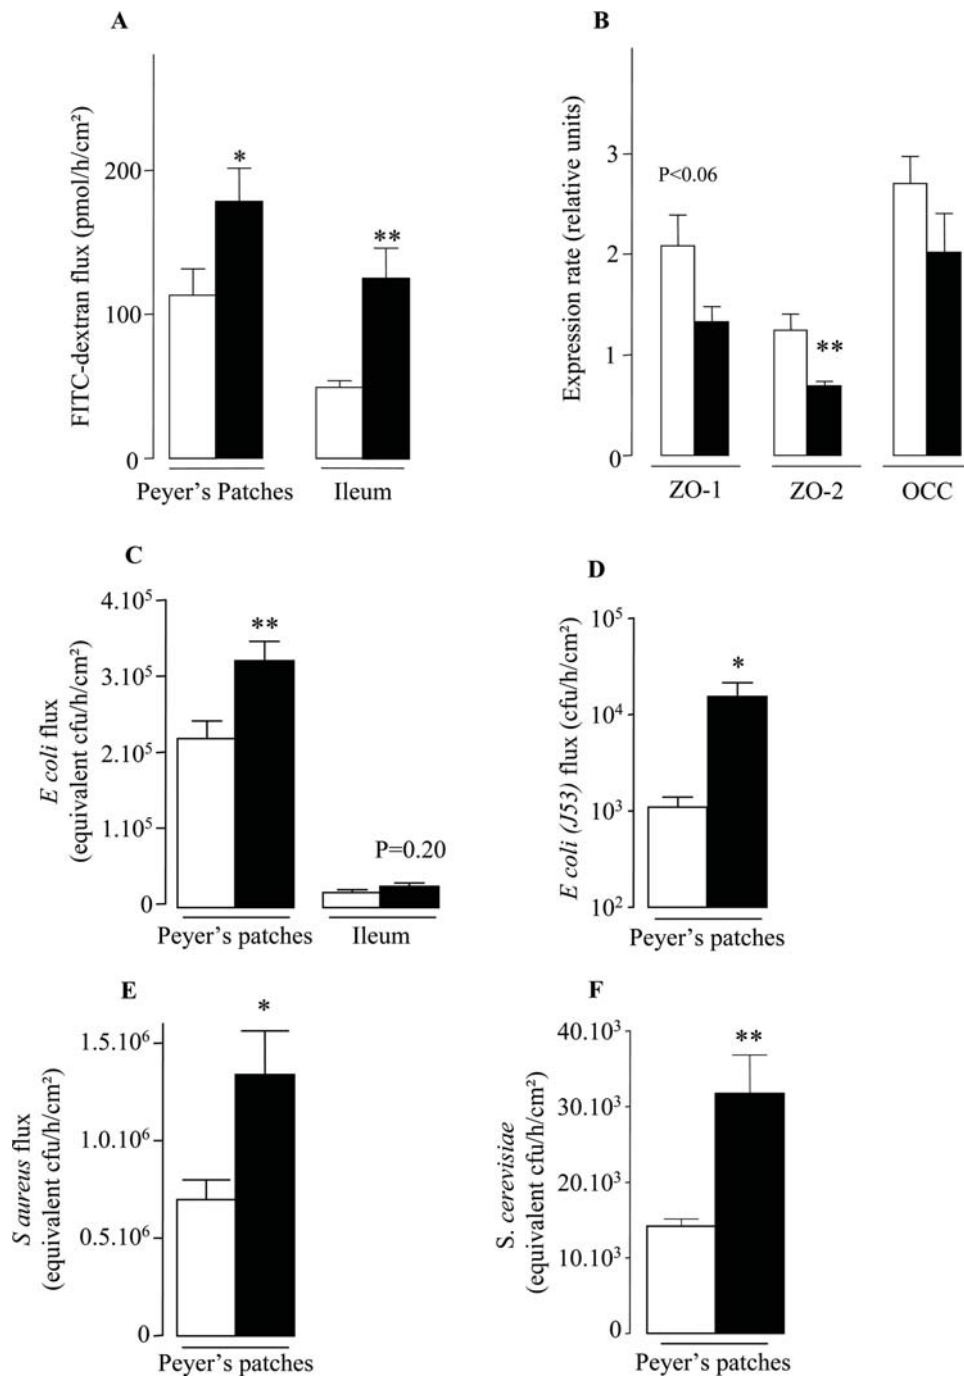 A
FITC-dextran flux (pmol/h/cm²)
200
100
0
*
**
Peyer's Patches
Ileum
B
Expression rate (relative units)
3
2
1
0
P<0.06
**
ZO-1
ZO-2
OCC
C
E coli flux
(equivalent cfu/h/cm²)
4.10⁵
3.10⁵
2.10⁵
1.10⁵
0
**
P=0.20
Peyer's patches
Ileum
D
E coli (J53) flux (cfu/h/cm²)
10⁵
10⁴
10³
10²
*
Peyer's patches
E
S aureus flux
(equivalent cfu/h/cm²)
1.5.10⁶
1.0.10⁶
0.5.10⁶
0
*
Peyer's patches
F
S. cerevisiae
(equivalent cfu/h/cm²)
40.10³
30.10³
20.10³
10.10³
0
**
Peyer's patches